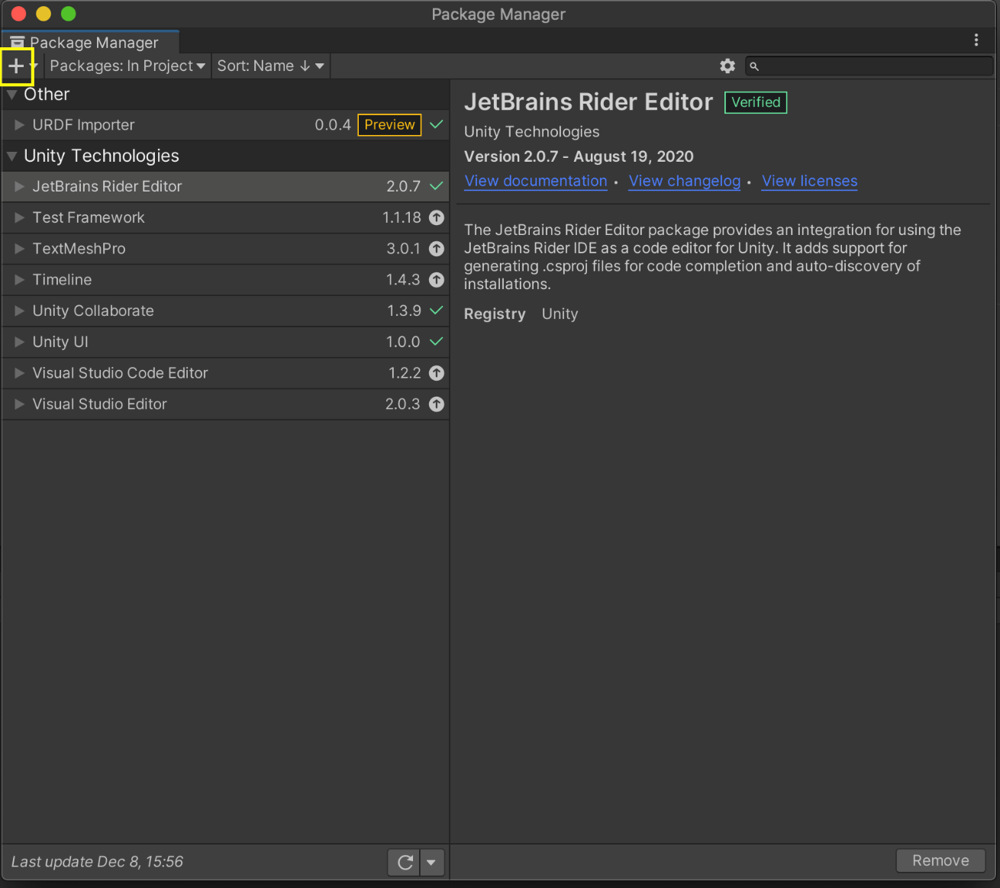 Package Manager
Package Manager
Packages: In Project
Sort: Name ↓
Other
URDF Importer 0.0.4 Preview
Unity Technologies
JetBrains Rider Editor 2.0.7
Test Framework 1.1.18
TextMeshPro 3.0.1
Timeline 1.4.3
Unity Collaborate 1.3.9
Unity UI 1.0.0
Visual Studio Code Editor 1.2.2
Visual Studio Editor 2.0.3
Last update Dec 8, 15:56
JetBrains Rider Editor Verified
Unity Technologies
Version 2.0.7 - August 19, 2020
View documentation • View changelog • View licenses
The JetBrains Rider Editor package provides an integration for using the
JetBrains Rider IDE as a code editor for Unity. It adds support for
generating .csproj files for code completion and auto-discovery of
installations.
Registry Unity
Remove